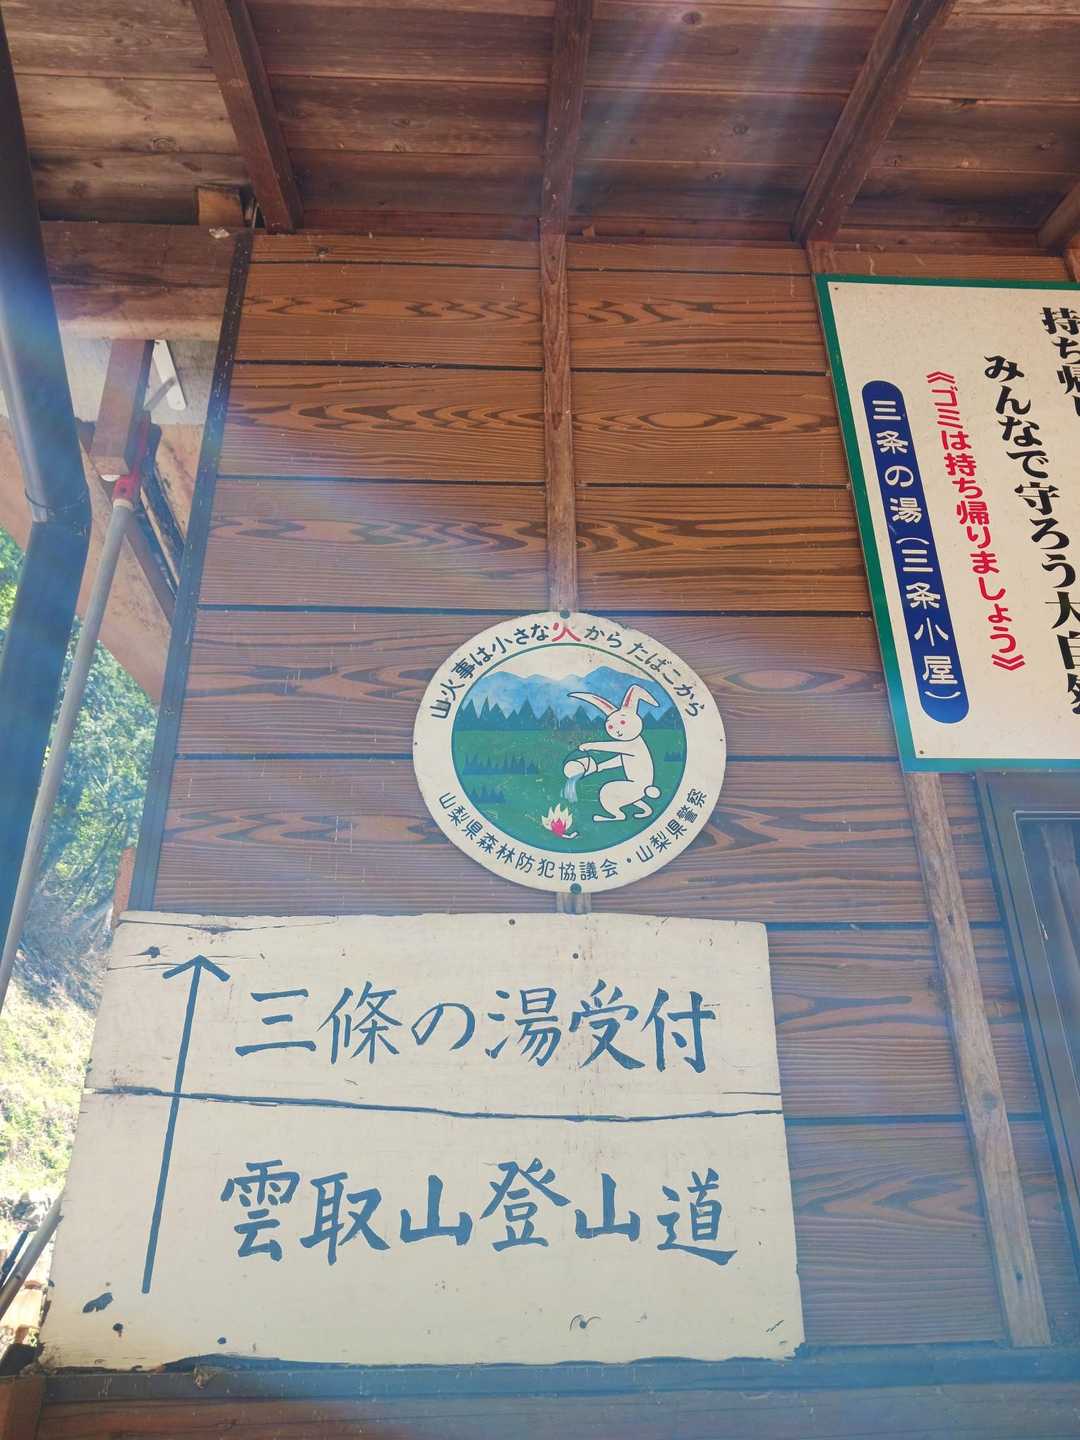 持ち帰
みんなで守ろう大自然
《ゴミは持ち帰りましょう》
三条の湯(三条小屋)
山火事は小さな火からたばこから
山梨県森林防犯協議会・山梨県警察
三條の湯受付
雲取山登山道